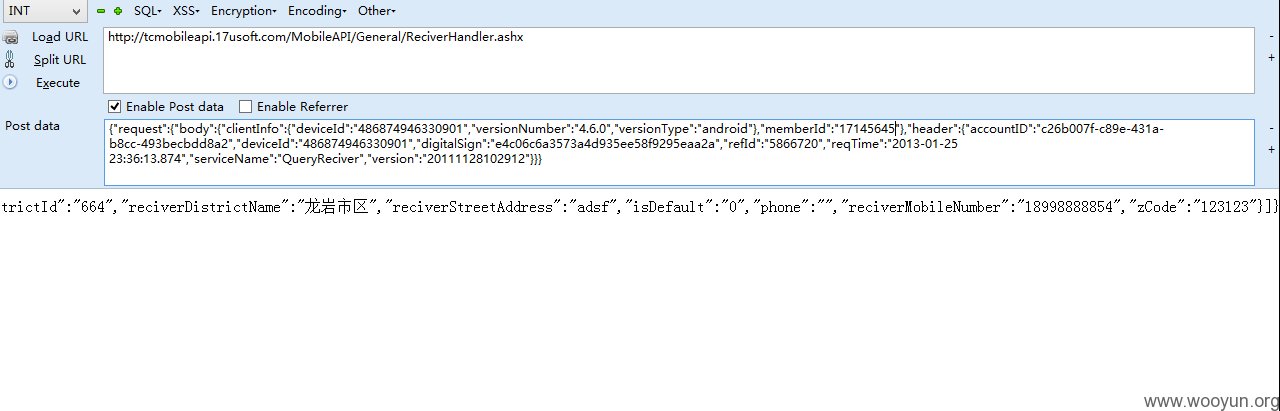 INT SQL- XSS- Encryption- Encoding- Other-
Load URL http://tcmobileapi.17usoft.com/MobileAPI/General/ReciverHandler.ashx
Split URL
Execute
Enable Post data Enable Referrer
Post data {"request":{"body":{"clientInfo":{"deviceId":"486874946330901","versionNumber":"4.6.0","versionType":"android"},"memberId":"17145645"},"header":{"accountID":"c26b007f-c89e-431a-
b8cc-493becbdd8a2","deviceId":"486874946330901","digitalSign":"e4c06c6a3573a4d935ee58f9295eaa2a","refId":"5866720","reqTime":"2013-01-25
23:36:13.874","serviceName":"QueryReciver","version":"20111128102912"}}}
trictId":"664","reciverDistrictName":"龙岩市区","reciverStreetAddress":"adsf","isDefault":"0","phone":"","reciverMobileNumber":"18998888854","zCode":"123123"}]}
www.wooyun.org